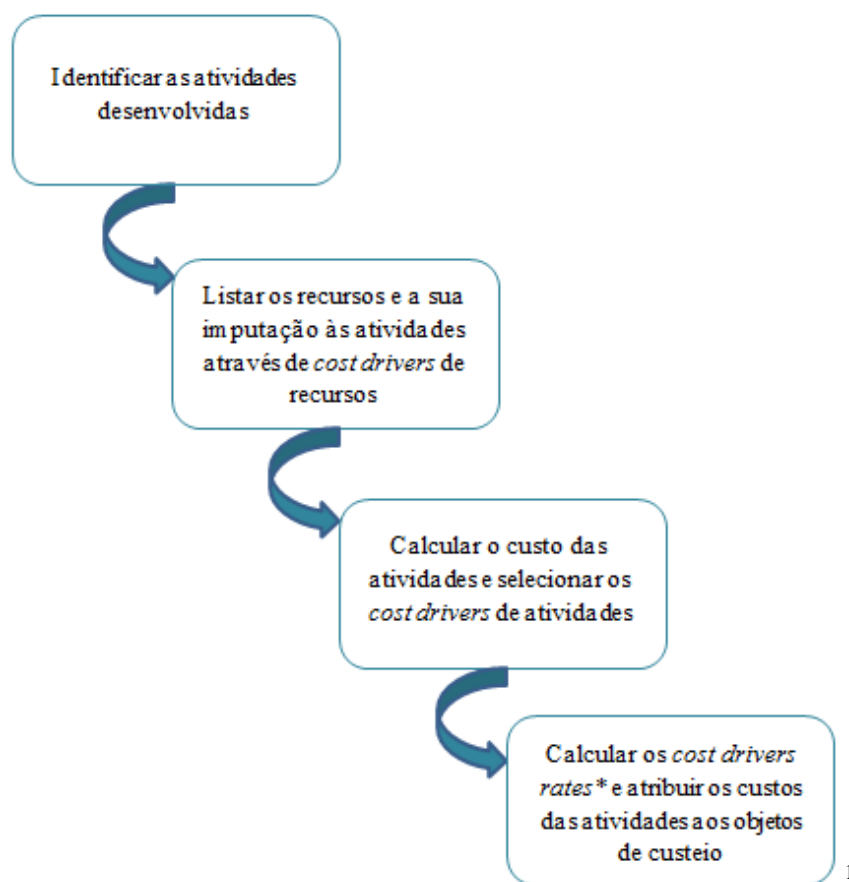 Identificar as atividades
desenvolvidas
Listar os recursos e a sua
imputação às atividades
através de cost drivers de
recursos
Calcular o custo das
atividades e selecionar os
cost drivers de atividades
Calcular os cost drivers
rates* e atribuir os custos
das atividades aos objetos
de custeio